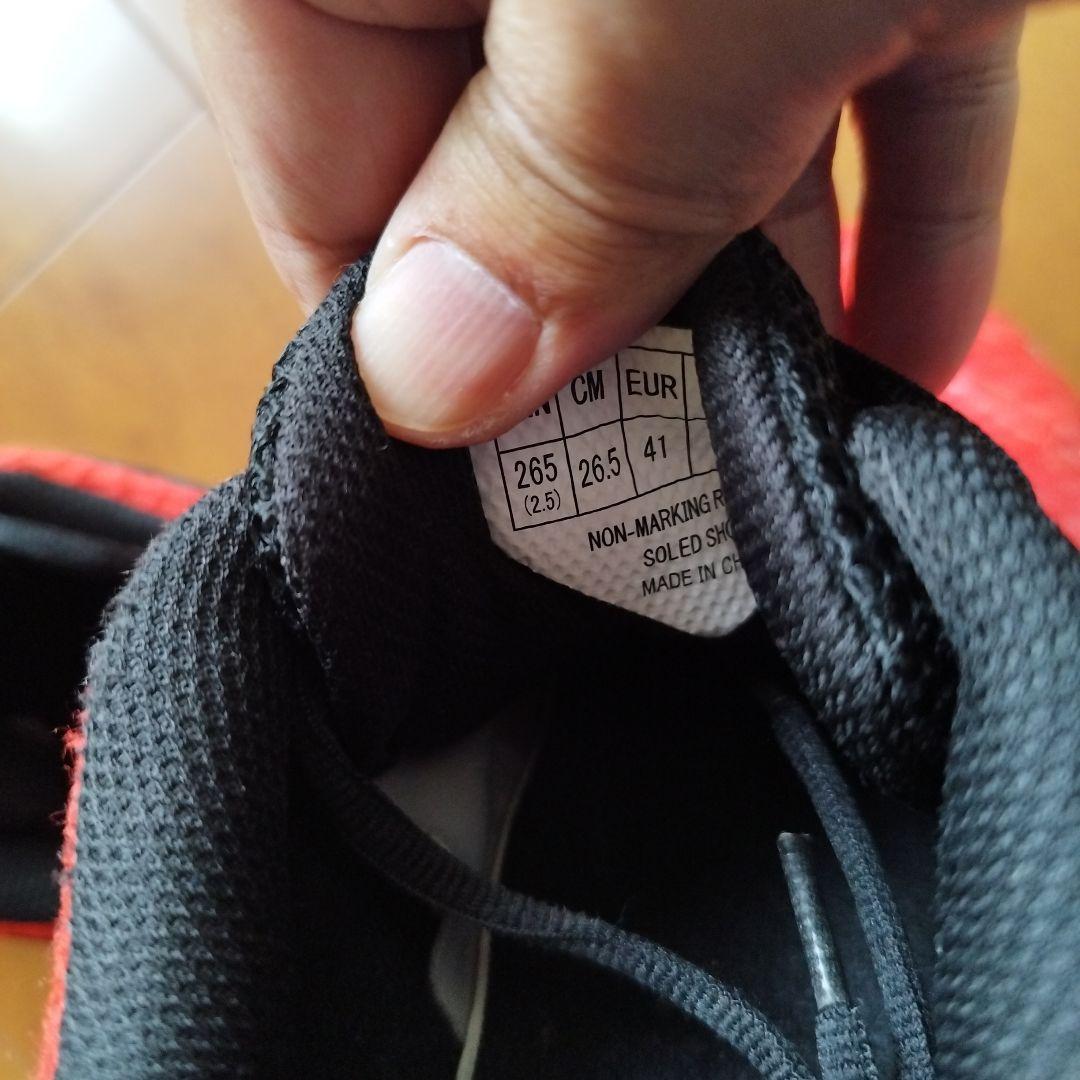 CM EUR
265 26.5 41
(2.5)
NON-MARKING
SOLED
MADE IN